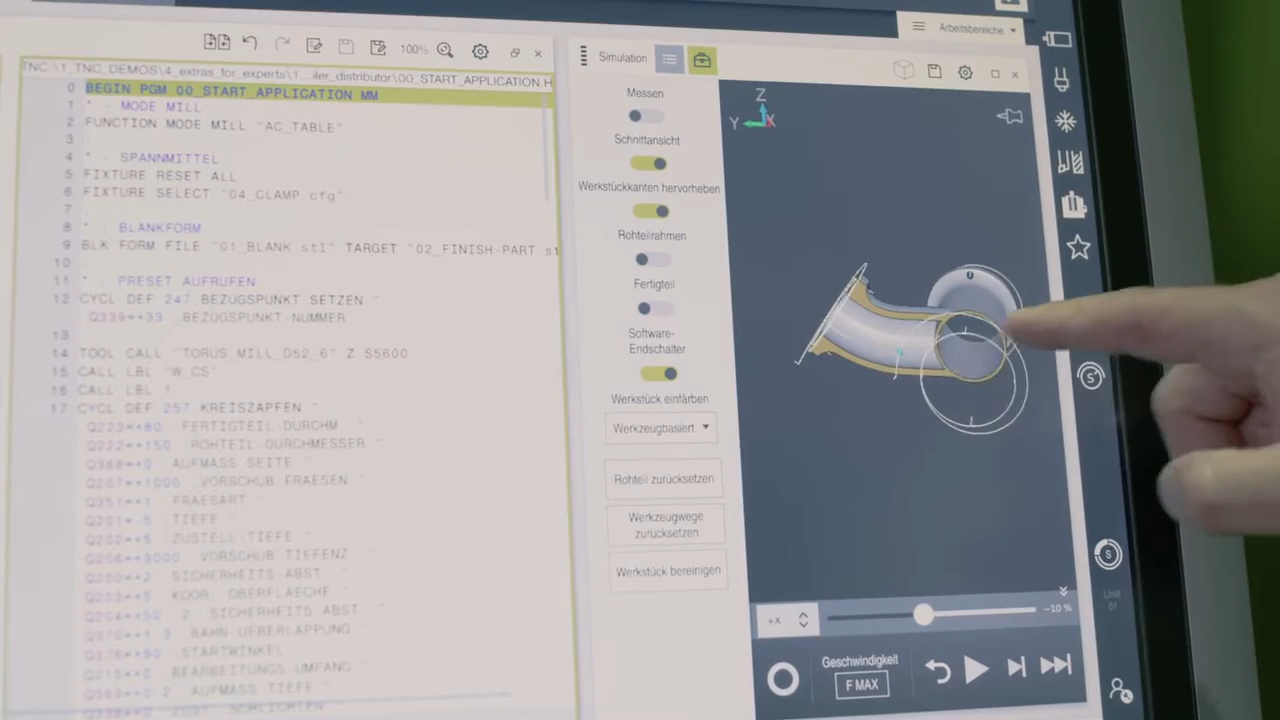 Arbeitsbereiche
100%
TNC:\1_TNC_DEMOS\4_extras_for_experts\1... iler_distributor\00_START_APPLICATION.H
0 BEGIN PGM 00_START_APPLICATION MM
1 * - MODE MILL
2 FUNCTION MODE MILL "AC_TABLE"
3
4 * - SPANNMITTEL
5 FIXTURE RESET ALL
6 FIXTURE SELECT "04_CLAMP.cfg"
7
8 * - BLANKFORM
9 BLK FORM FILE "01_BLANK.stl" TARGET "02_FINISH-PART.s
10
11 * - PRESET AUFRUFEN
12 CYCL DEF 247 BEZUGSPUNKT SETZEN ~
Q339=+33 ;BEZUGSPUNKT-NUMMER
13
14 TOOL CALL "TORUS_MILL_D52_6" Z S5600
15 CALL LBL "W_CS"
16 CALL LBL 1
17 CYCL DEF 257 KREISZAPFEN ~
Q223=+80 ;FERTIGTEIL-DURCHM. ~
Q222=+150 ;ROHTEIL-DURCHMESSER ~
Q368=+0 ;AUFMASS SEITE ~
Q207=+1000 ;VORSCHUB FRAESEN ~
Q351=+1 ;FRAESART ~
Q201=-5 ;TIEFE ~
Q202=+5 ;ZUSTELL-TIEFE ~
Q206=+3000 ;VORSCHUB TIEFENZ. ~
Q200=+2 ;SICHERHEITS-ABST. ~
Q203=+5 ;KOOR. OBERFLAECHE ~
Q204=+50 ;2. SICHERHEITS-ABST. ~
Q370=+1.3 ;BAHN-UEBERLAPPUNG ~
Q376=+90 ;STARTWINKEL ~
Q215=+0 ;BEARBEITUNGS-UMFANG ~
Q369=+0.2 ;AUFMASS TIEFE ~
SCHLICHTEN
Simulation
Messen
Schnittansicht
Werkstückkanten hervorheben
Rohteilrahmen
Fertigteil
Software-
Endschalter
Werkstück einfärben
Werkzeugbasiert
Rohteil zurücksetzen
Werkzeugwege
zurücksetzen
Werkstück bereinigen
Z
Y X
+X
-10 %
Geschwindigkeit
F MAX
S
S
Limit
01